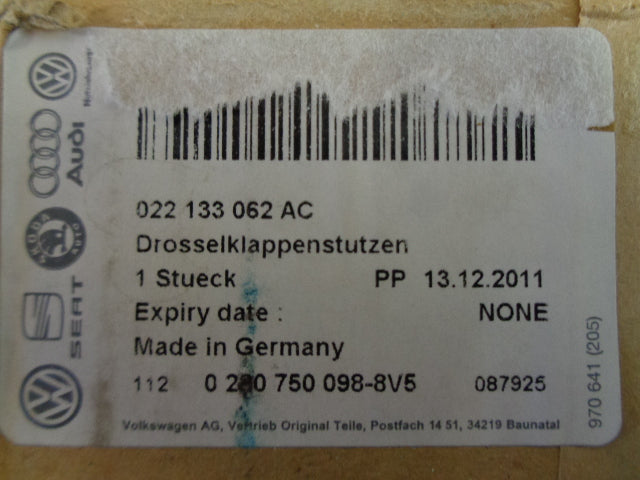 022 133 062 AC
Drosselklappenstutzen
1 Stueck PP 13.12.2011
Expiry date : NONE
Made in Germany
112 0 280 750 098-8V5 087925
Volkswagen AG, Vertrieb Original Teile, Postfach 14 51, 34219 Baunatal
970 641 (205)
Audi
ŠKODA
AUTO
SEAT